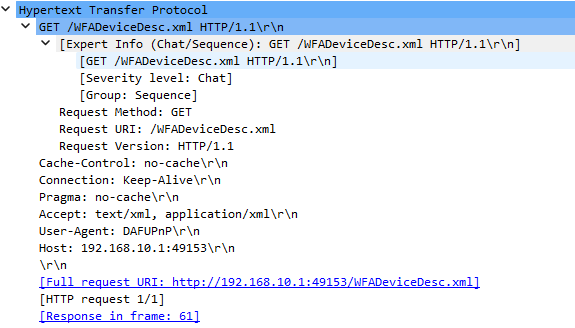 Hypertext Transfer Protocol
GET /WFADeviceDesc.xml HTTP/1.1\r\n
[Expert Info (Chat/Sequence): GET /WFADeviceDesc.xml HTTP/1.1\r\n]
[GET /WFADeviceDesc.xml HTTP/1.1\r\n]
[Severity level: Chat]
[Group: Sequence]
Request Method: GET
Request URI: /WFADeviceDesc.xml
Request Version: HTTP/1.1
Cache-Control: no-cache\r\n
Connection: Keep-Alive\r\n
Pragma: no-cache\r\n
Accept: text/xml, application/xml\r\n
User-Agent: DAFUPnP\r\n
Host: 192.168.10.1:49153\r\n
\r\n
[Full request URI: http://192.168.10.1:49153/WFADeviceDesc.xml]
[HTTP request 1/1]
[Response in frame: 61]